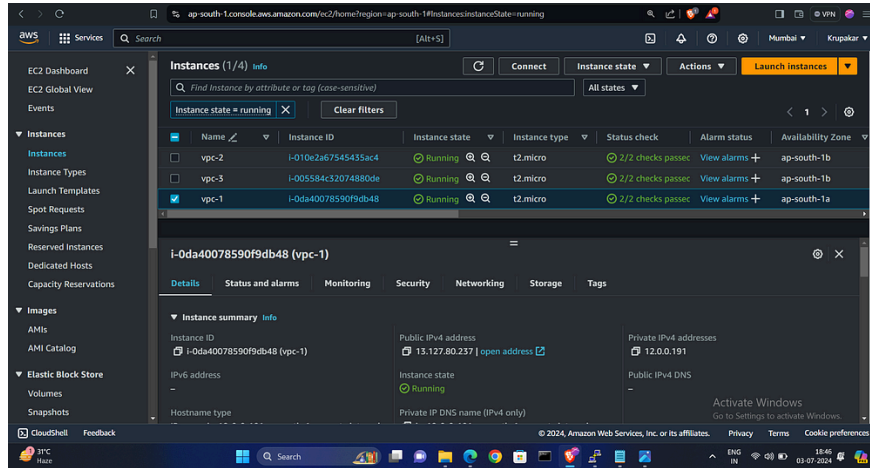 ap-south-1.console.aws.amazon.com/ec2/home?region=ap-south-1#Instances:instanceState=running
VPN
aws
Services
Search
[Alt+S]
Mumbai
Krupakar
EC2 Dashboard
EC2 Global View
Events
Instances
Instances
Instance Types
Launch Templates
Spot Requests
Savings Plans
Reserved Instances
Dedicated Hosts
Capacity Reservations
Images
AMIs
AMI Catalog
Elastic Block Store
Volumes
Snapshots
Instances (1/4) Info
Connect
Instance state
Actions
Launch instances
Find Instance by attribute or tag (case-sensitive)
All states
Instance state = running
Clear filters
1
Name Instance ID Instance state Instance type Status check Alarm status Availability Zone
vpc-2 i-010e2a67545435ac4 Running t2.micro 2/2 checks passec View alarms + ap-south-1b
vpc-3 i-005584c32074880de Running t2.micro 2/2 checks passec View alarms + ap-south-1b
vpc-1 i-0da40078590f9db48 Running t2.micro 2/2 checks passec View alarms + ap-south-1a
i-0da40078590f9db48 (vpc-1)
Details Status and alarms Monitoring Security Networking Storage Tags
Instance summary Info
Instance ID
i-0da40078590f9db48 (vpc-1)
Public IPv4 address
13.127.80.237 | open address
Private IPv4 addresses
12.0.0.191
IPv6 address
–
Instance state
Running
Public IPv4 DNS
–
Hostname type
Private IP DNS name (IPv4 only)
Activate Windows
Go to Settings to activate Windows.
CloudShell Feedback
© 2024, Amazon Web Services, Inc. or its affiliates. Privacy Terms Cookie preferences
31°C
Haze
Search
ENG
IN
18:46
03-07-2024